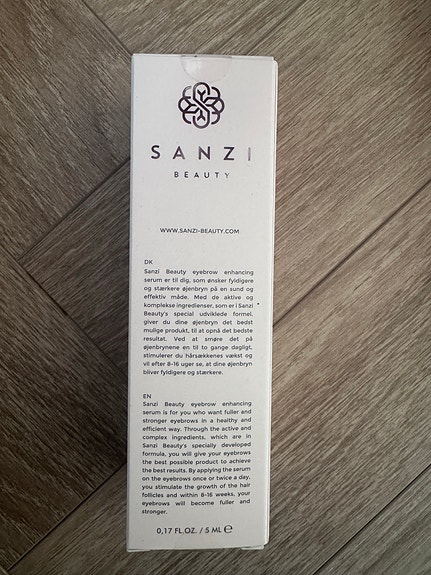 SANZI
BEAUTY
WWW.SANZI-BEAUTY.COM
DK
Sanzi Beauty eyebrow enhancing
serum er til dig, som ønsker fyldigere
og stærkere øjenbryn på en sund og
effektiv måde. Med de aktive og
komplekse ingredienser, som er i Sanzi
Beauty's special udviklede formel,
giver du dine øjenbryn det bedst
mulige produkt, til at opnå det bedste
resultat. Ved at smøre det på
øjenbrynene en til to gange dagligt,
stimulerer du hårsækkenes vækst og
vil efter 8-16 uger se, at dine øjenbryn
bliver fyldigere og stærkere.
EN
Sanzi Beauty eyebrow enhancing
serum is for you who want fuller and
stronger eyebrows in a healthy and
efficient way. Through the active and
complex ingredients, which are in
Sanzi Beauty's specially developed
formula, you will give your eyebrows
the best possible product to achieve
the best results. By applying the serum
on the eyebrows once or twice a day,
you stimulate the growth of the hair
follicles and within 8-16 weeks, your
eyebrows will become fuller and
stronger.
0,17 FL.OZ. / 5 ML ℮